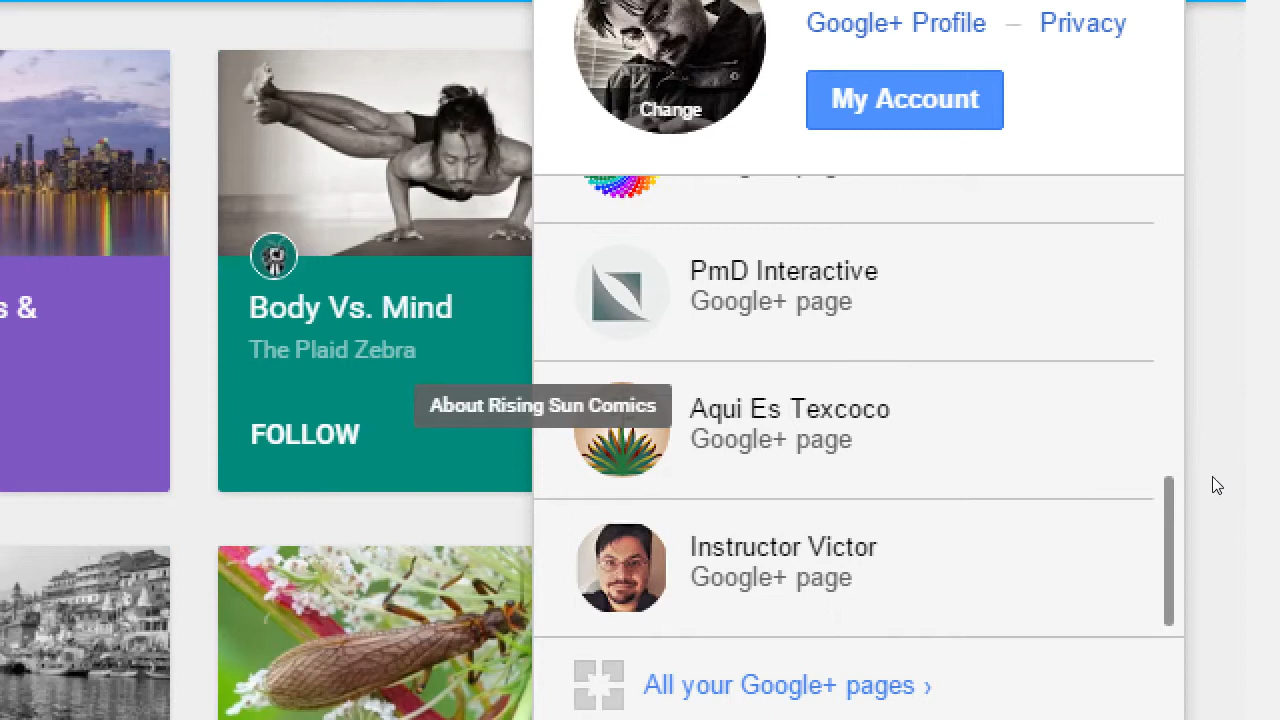 Google+ Profile – Privacy
My Account
Change
PmD Interactive
Google+ page
s &
Body Vs. Mind
The Plaid Zebra
About Rising Sun Comics
Aqui Es Texcoco
Google+ page
FOLLOW
Instructor Victor
Google+ page
All your Google+ pages ›